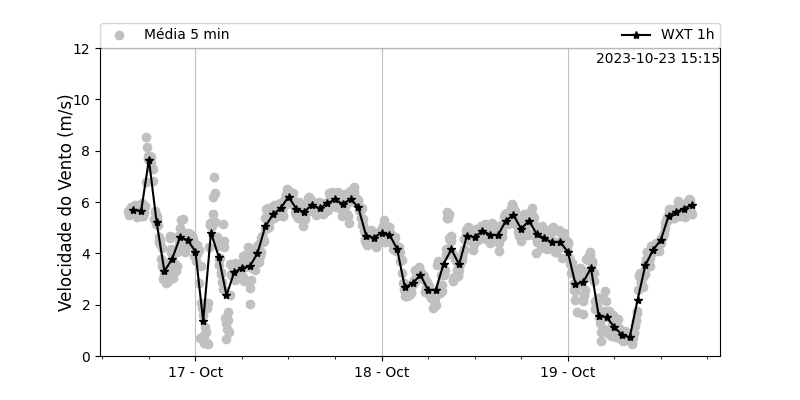 Média 5 min
WXT 1h
2023-10-23 15:15
Velocidade do Vento (m/s)
12
10
8
6
4
2
0
17 - Oct
18 - Oct
19 - Oct